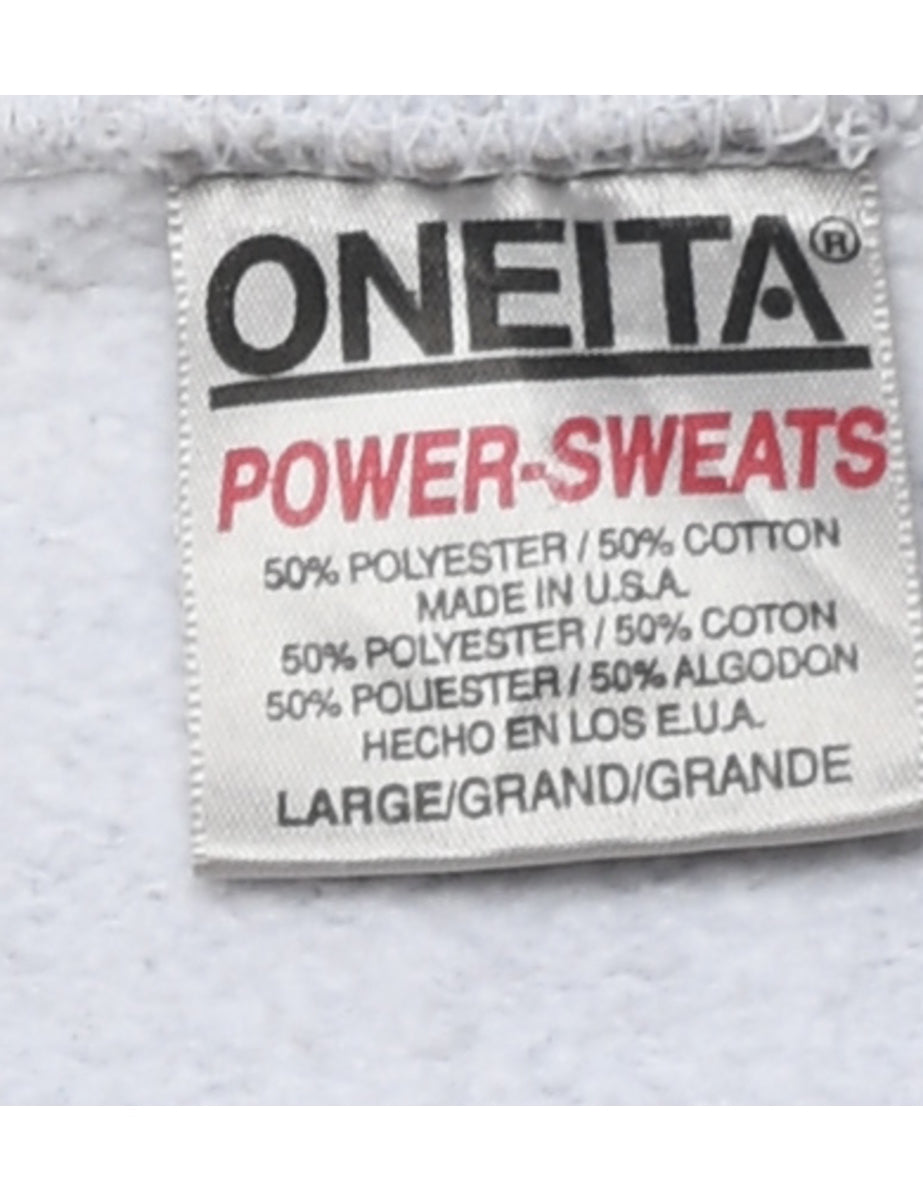 ONEITA®
POWER-SWEATS
50% POLYESTER / 50% COTTON
MADE IN U.S.A.
50% POLYESTER / 50% COTON
50% POLIESTER / 50% ALGODON
HECHO EN LOS E.U.A.
LARGE/GRAND/GRANDE